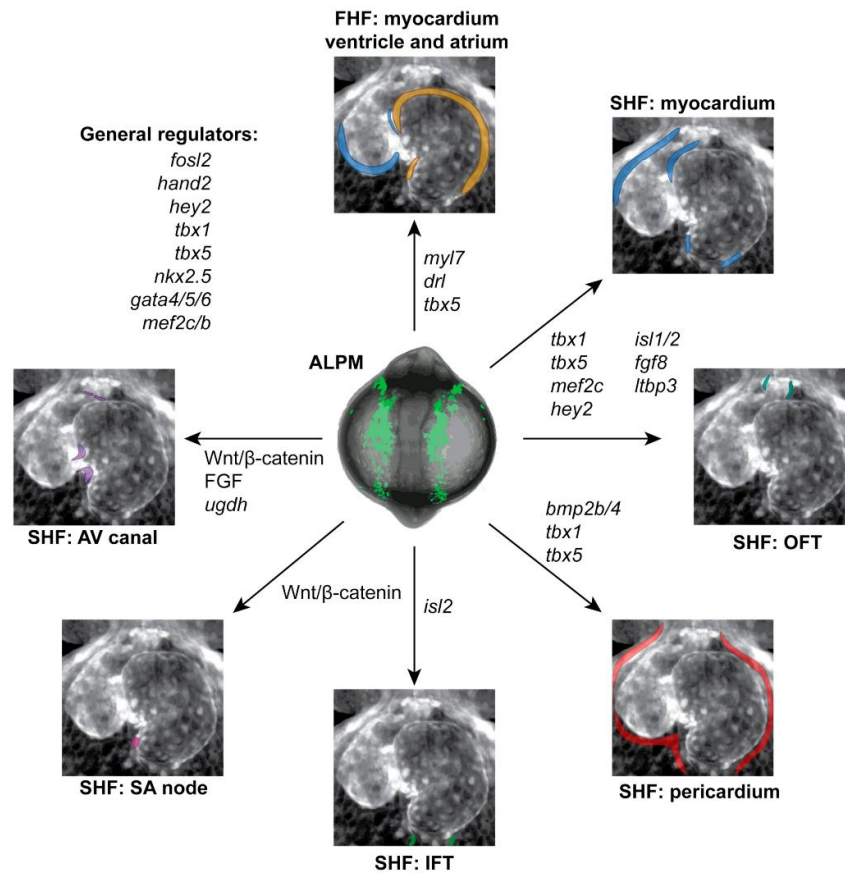 FHF: myocardium
ventricle and atrium
SHF: myocardium
General regulators:
fosl2
hand2
hey2
tbx1
tbx5
nkx2.5
gata4/5/6
mef2c/b
myl7
drl
tbx5
ALPM
tbx1 isl1/2
tbx5 fgf8
mef2c ltbp3
hey2
Wnt/β-catenin
FGF
ugdh
SHF: AV canal
SHF: OFT
bmp2b/4
tbx1
tbx5
Wnt/β-catenin
isl2
SHF: SA node
SHF: pericardium
SHF: IFT